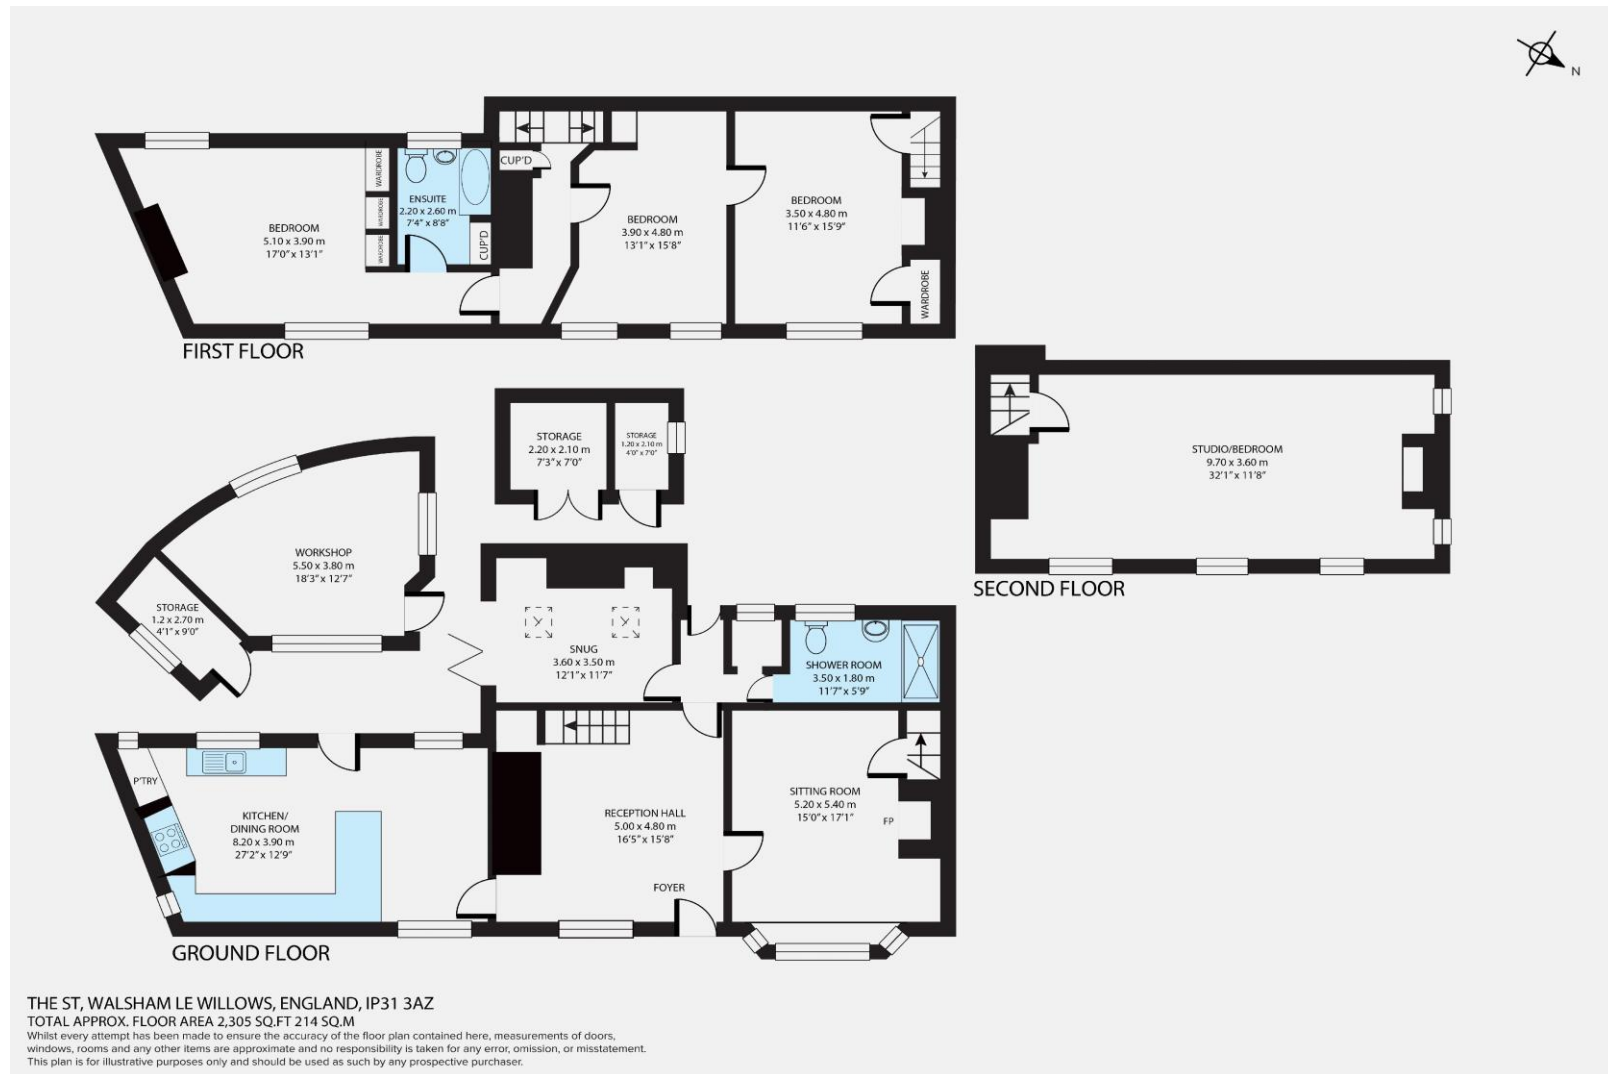 N
CUP'D
WARDROBE
WARDROBE
WARDROBE
ENSUITE
2.20 x 2.60 m
7'4" x 8'8"
CUP'D
BEDROOM
5.10 x 3.90 m
17'0" x 13'1"
BEDROOM
3.90 x 4.80 m
13'1" x 15'8"
BEDROOM
3.50 x 4.80 m
11'6" x 15'9"
WARDROBE
FIRST FLOOR
STORAGE
2.20 x 2.10 m
7'3" x 7'0"
STORAGE
1.20 x 2.10 m
4'0" x 7'0"
STUDIO/BEDROOM
9.70 x 3.60 m
32'1" x 11'8"
SECOND FLOOR
WORKSHOP
5.50 x 3.80 m
18'3" x 12'7"
STORAGE
1.2 x 2.70 m
4'1" x 9'0"
SNUG
3.60 x 3.50 m
12'1" x 11'7"
SHOWER ROOM
3.50 x 1.80 m
11'7" x 5'9"
P'TRY
KITCHEN/
DINING ROOM
8.20 x 3.90 m
27'2" x 12'9"
RECEPTION HALL
5.00 x 4.80 m
16'5" x 15'8"
FOYER
SITTING ROOM
5.20 x 5.40 m
15'0" x 17'1"
FP
GROUND FLOOR
THE ST, WALSHAM LE WILLOWS, ENGLAND, IP31 3AZ
TOTAL APPROX. FLOOR AREA 2,305 SQ.FT 214 SQ.M
Whilst every attempt has been made to ensure the accuracy of the floor plan contained here, measurements of doors,
windows, rooms and any other items are approximate and no responsibility is taken for any error, omission, or misstatement.
This plan is for illustrative purposes only and should be used as such by any prospective purchaser.